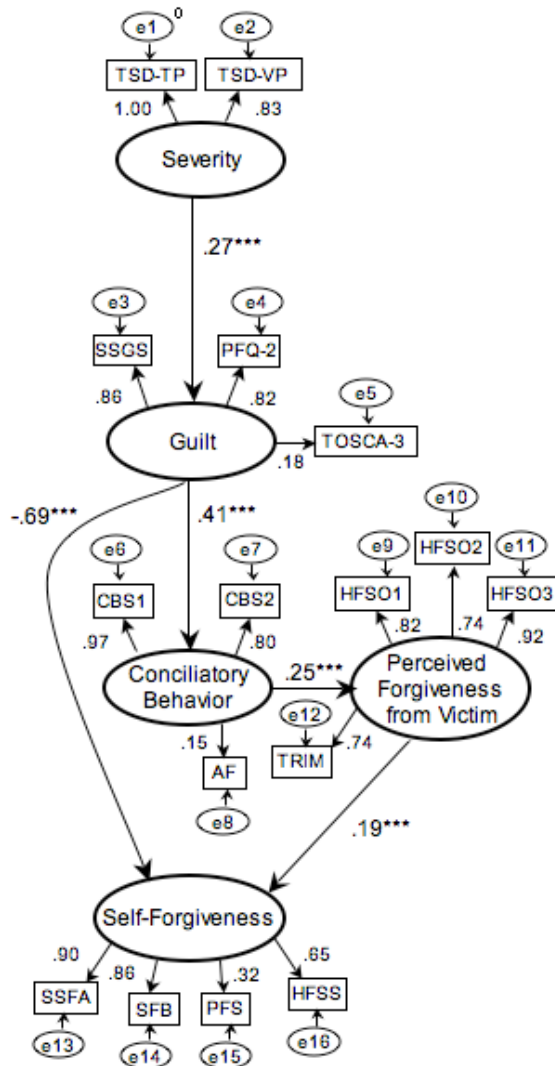 e1 0 e2
TSD-TP TSD-VP
1.00 .83
Severity
.27***
e3 e4
SSGS PFQ-2
.86 .82
e5
Guilt
TOSCA-3
.18
-.69*** .41***
e6 e7
e9 e10 e11
HFSO2
CBS1 CBS2
HFSO1 HFSO3
.97 .80
.82 .74 .92
Conciliatory
Behavior
.25***
Perceived
Forgiveness
from Victim
e12
.15 .74
AF TRIM
e8
.19***
Self-Forgiveness
.90 .86 .32 .65
SSFA SFB PFS HFSS
e13 e14 e15 e16